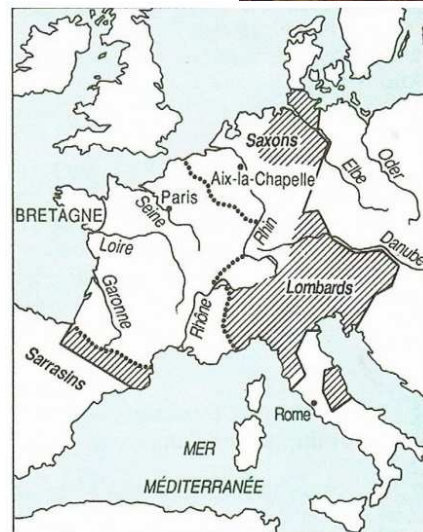 Saxons
Elbe
Oder
Aix-la-Chapelle
Paris
Seine
BRETAGNE
Rhin
Loire
Danube
Garonne
Rhône
Lombards
Sarrasins
Rome
MER
MÉDITERRANÉE